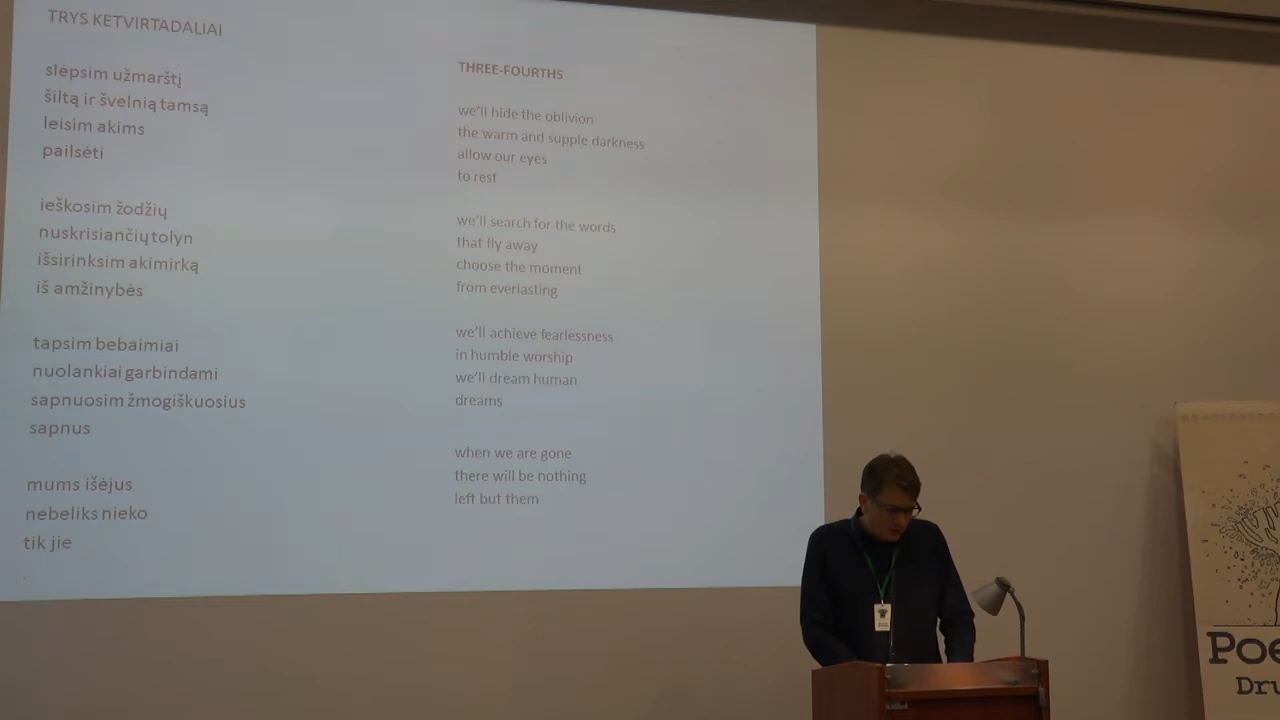 TRYS KETVIRTADALIAI
slėpsim užmarštį
šiltą ir švelnią tamsą
leisim akims
pailsėti
ieškosim žodžių
nuskrisiančių tolyn
išsirinksim akimirką
iš amžinybės
tapsim bebaimiai
nuolankiai garbindami
sapnuosim žmogiškuosius
sapnus
mums išėjus
nebeliks nieko
tik jie
THREE-FOURTHS
we'll hide the oblivion
the warm and supple darkness
allow our eyes
to rest
we'll search for the words
that fly away
choose the moment
from everlasting
we'll achieve fearlessness
in humble worship
we'll dream human
dreams
when we are gone
there will be nothing
left but them
Poe
Dru